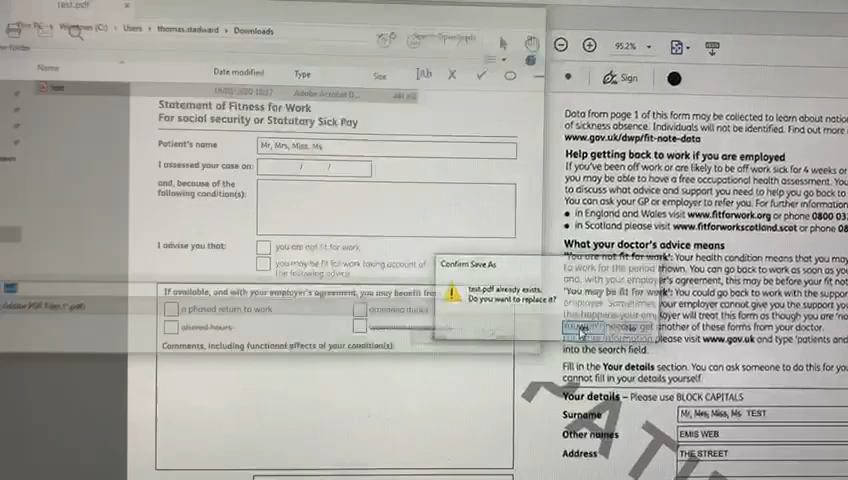 test.pdf
Windows (C:) › Users › thomas.stadward › Downloads
95.2%
Name
Date modified
Type
Size
Ab
Sign
test
Adobe Acrobat D...
Statement of Fitness for Work
For social security or Statutory Sick Pay
Patient's name
Mr, Mrs, Miss, Ms
I assessed your case on:
/ /
and, because of the
following condition(s):
I advise you that:
you are not fit for work.
you may be fit for work taking account of
the following advice
If available, and with your employer's agreement, you may benefit from
a phased return to work
amended duties
altered hours
Comments, including functional effects of your condition(s):
Confirm Save As
test.pdf already exists.
Do you want to replace it?
Data from page 1 of this form may be collected to learn about
of sickness absence. Individuals will not be identified. Find out more
www.gov.uk/dwp/fit-note-data
Help getting back to work if you are employed
If you've been off work or are likely to be off work sick for 4 weeks or
you may be able to have a free occupational health assessment. You
to discuss what advice and support you need to help you go back to
You can ask your GP or employer to refer you. For further information
• in England and Wales visit www.fitforwork.org or phone 0800 03
• in Scotland please visit www.fitforworkscotland.scot or phone 08
What your doctor's advice means
'You are not fit for work': Your health condition means that you
to work for the period shown. You can go back to work as soon as you
and, with your employer's agreement, this may be before your fit
'You may be fit for work': You could go back to work with the support
employer. Sometimes your employer cannot give you the support you
this happens your employer will treat this form as though you are 'no
another of these forms from your doctor.
please visit www.gov.uk and type 'patients and
into the search field.
Fill in the Your details section. You can ask someone to do this for you
cannot fill in your details yourself.
Your details – Please use BLOCK CAPITALS
Surname
Mr, Mrs, Miss, Ms TEST
Other names
EMIS WEB
Address
THE STREET